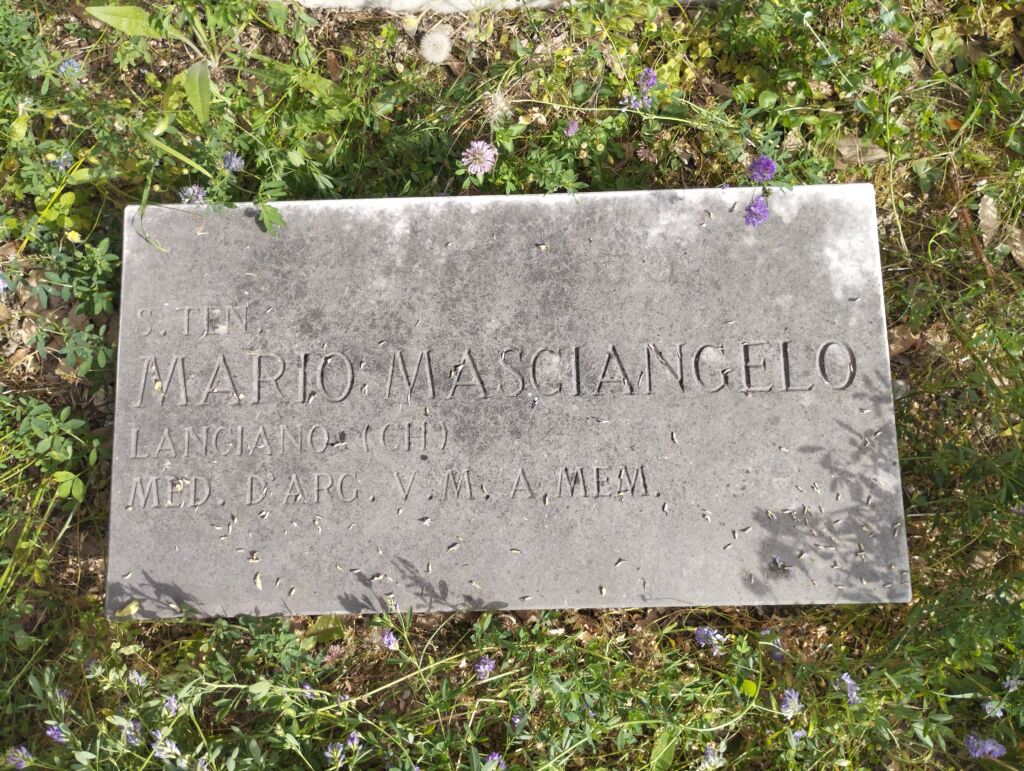 S. TEN.
MARIO MASCIANGELO
LANCIANO (CH)
MED. D'ARG. V.M. A MEM.